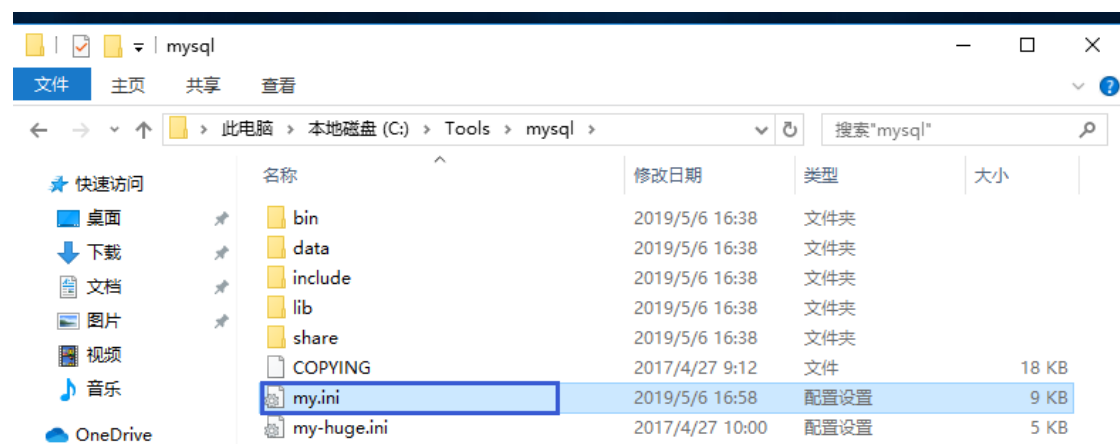 mysql
文件 主页 共享 查看
此电脑 > 本地磁盘 (C:) > Tools > mysql > 搜索"mysql"
名称 修改日期 类型 大小
快速访问
桌面
下载
文档
图片
视频
音乐
OneDrive
bin 2019/5/6 16:38 文件夹
data 2019/5/6 16:38 文件夹
include 2019/5/6 16:38 文件夹
lib 2019/5/6 16:38 文件夹
share 2019/5/6 16:38 文件夹
COPYING 2017/4/27 9:12 文件 18 KB
my.ini 2019/5/6 16:58 配置设置 9 KB
my-huge.ini 2017/4/27 10:00 配置设置 5 KB